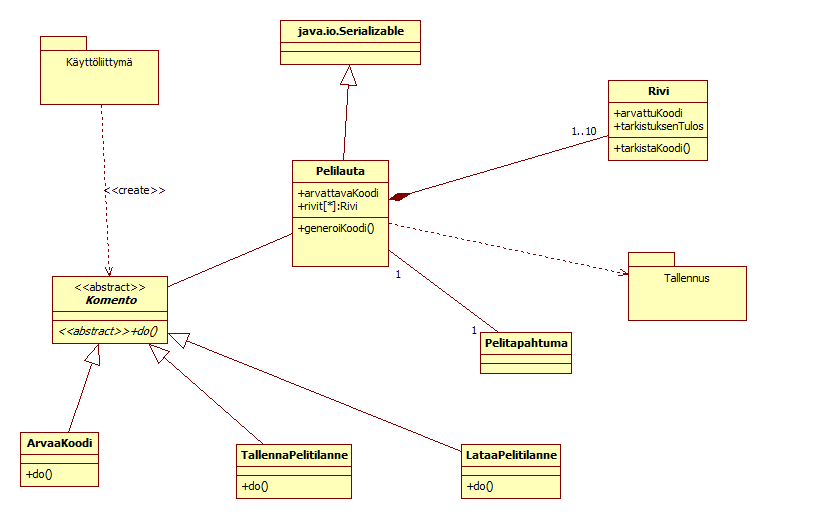 java.io.Serializable
Käyttöliittymä
Rivi
+arvattuKoodi
+tarkistuksenTulos
+tarkistaKoodi()
1..10
Pelilauta
+arvattavaKoodi
+rivit[*]:Rivi
+generoiKoodi()
<<create>>
<<abstract>>
Komento
<<abstract>>+do()
1
Tallennus
1
Pelitapahtuma
ArvaaKoodi
+do()
TallennaPelitilanne
+do()
LataaPelitilanne
+do()